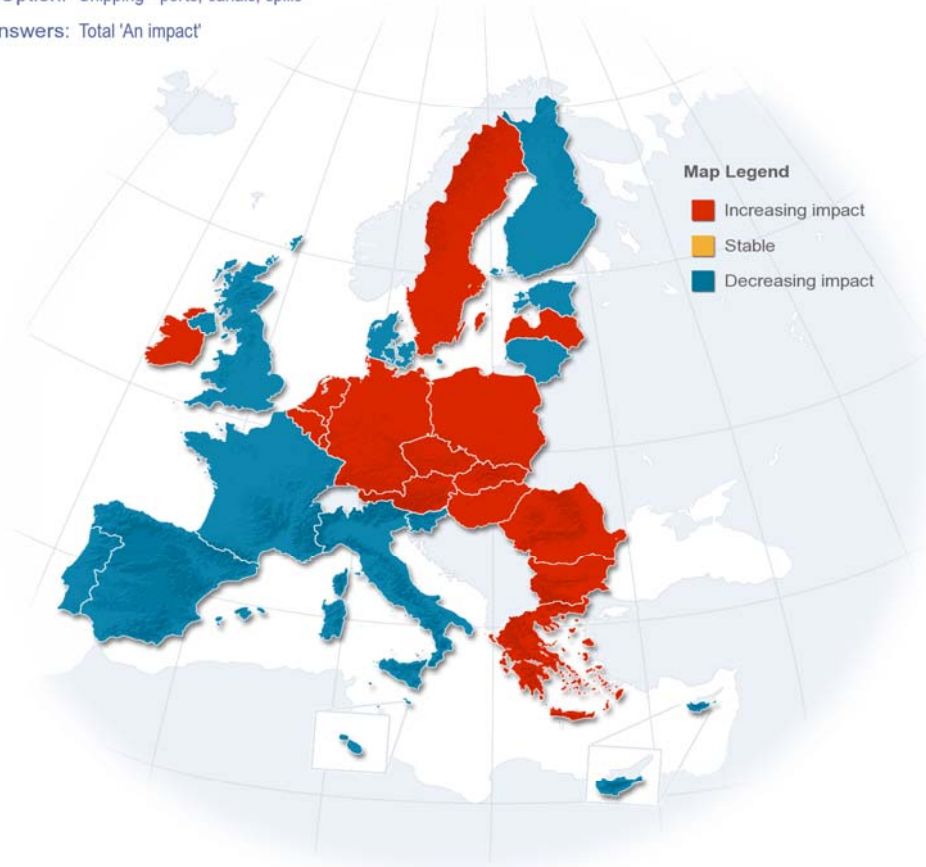 Option: Shipping - ports, canals, spills
nswers: Total 'An impact'
Map Legend
Increasing impact
Stable
Decreasing impact